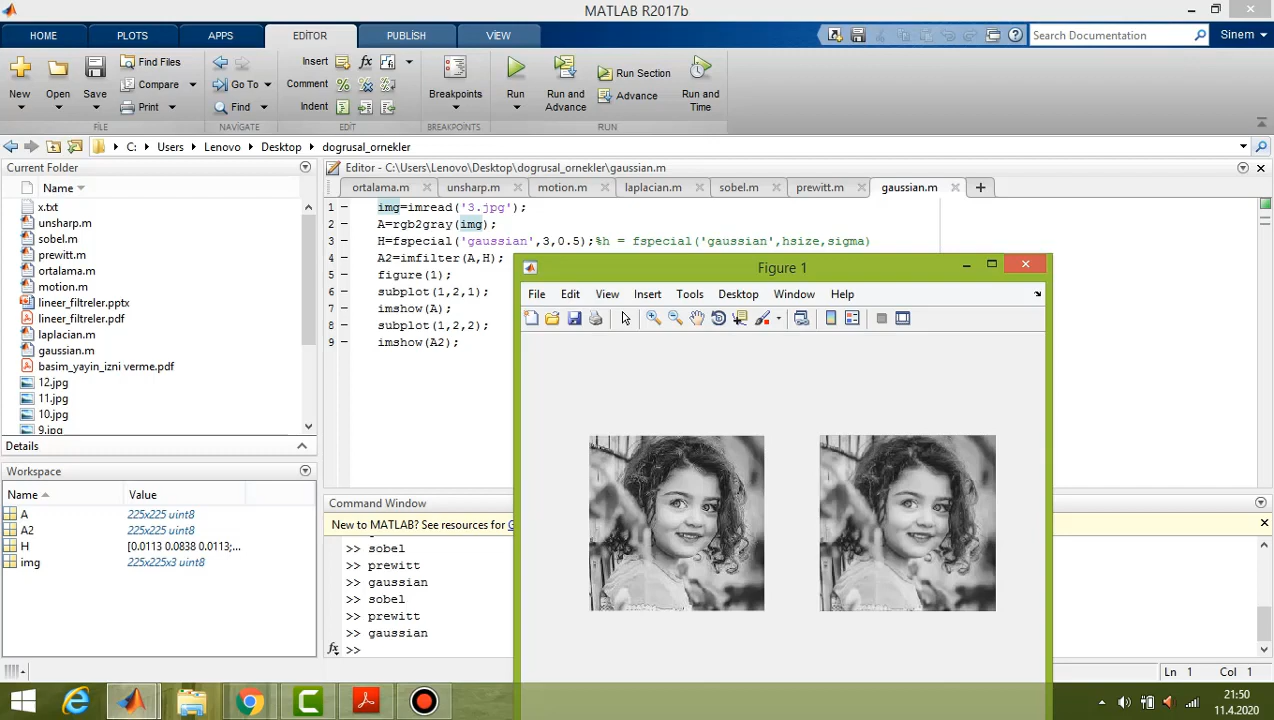 MATLAB R2017b
HOME PLOTS APPS EDITOR PUBLISH VIEW Search Documentation Sinem
New Open Save Find Files Compare Print Go To Find Insert Comment Indent Breakpoints Run Run and Advance Run Section Advance Run and Time
FILE NAVIGATE EDIT BREAKPOINTS RUN
C: Users Lenovo Desktop dogrusal_ornekler
Current Folder
Name
x.txt
unsharp.m
sobel.m
prewitt.m
ortalama.m
motion.m
lineer_filtreler.pptx
lineer_filtreler.pdf
laplacian.m
gaussian.m
basim_yayin_izni verme.pdf
12.jpg
11.jpg
10.jpg
9.jpg
Details
Workspace
Name Value
A 225x225 uint8
A2 225x225 uint8
H [0.0113 0.0838 0.0113;...
img 225x225x3 uint8
Editor - C:\Users\Lenovo\Desktop\dogrusal_ornekler\gaussian.m
ortalama.m unsharp.m motion.m laplacian.m sobel.m prewitt.m gaussian.m
1 img=imread('3.jpg');
2 A=rgb2gray(img);
3 H=fspecial('gaussian',3,0.5);%h = fspecial('gaussian',hsize,sigma)
4 A2=imfilter(A,H);
5 figure(1);
6 subplot(1,2,1);
7 imshow(A);
8 subplot(1,2,2);
9 imshow(A2);
Figure 1
File Edit View Insert Tools Desktop Window Help
Command Window
New to MATLAB? See resources for G
>> sobel
>> prewitt
>> gaussian
>> sobel
>> prewitt
>> gaussian
fx >>
Ln 1 Col 1
21:50
11.4.2020